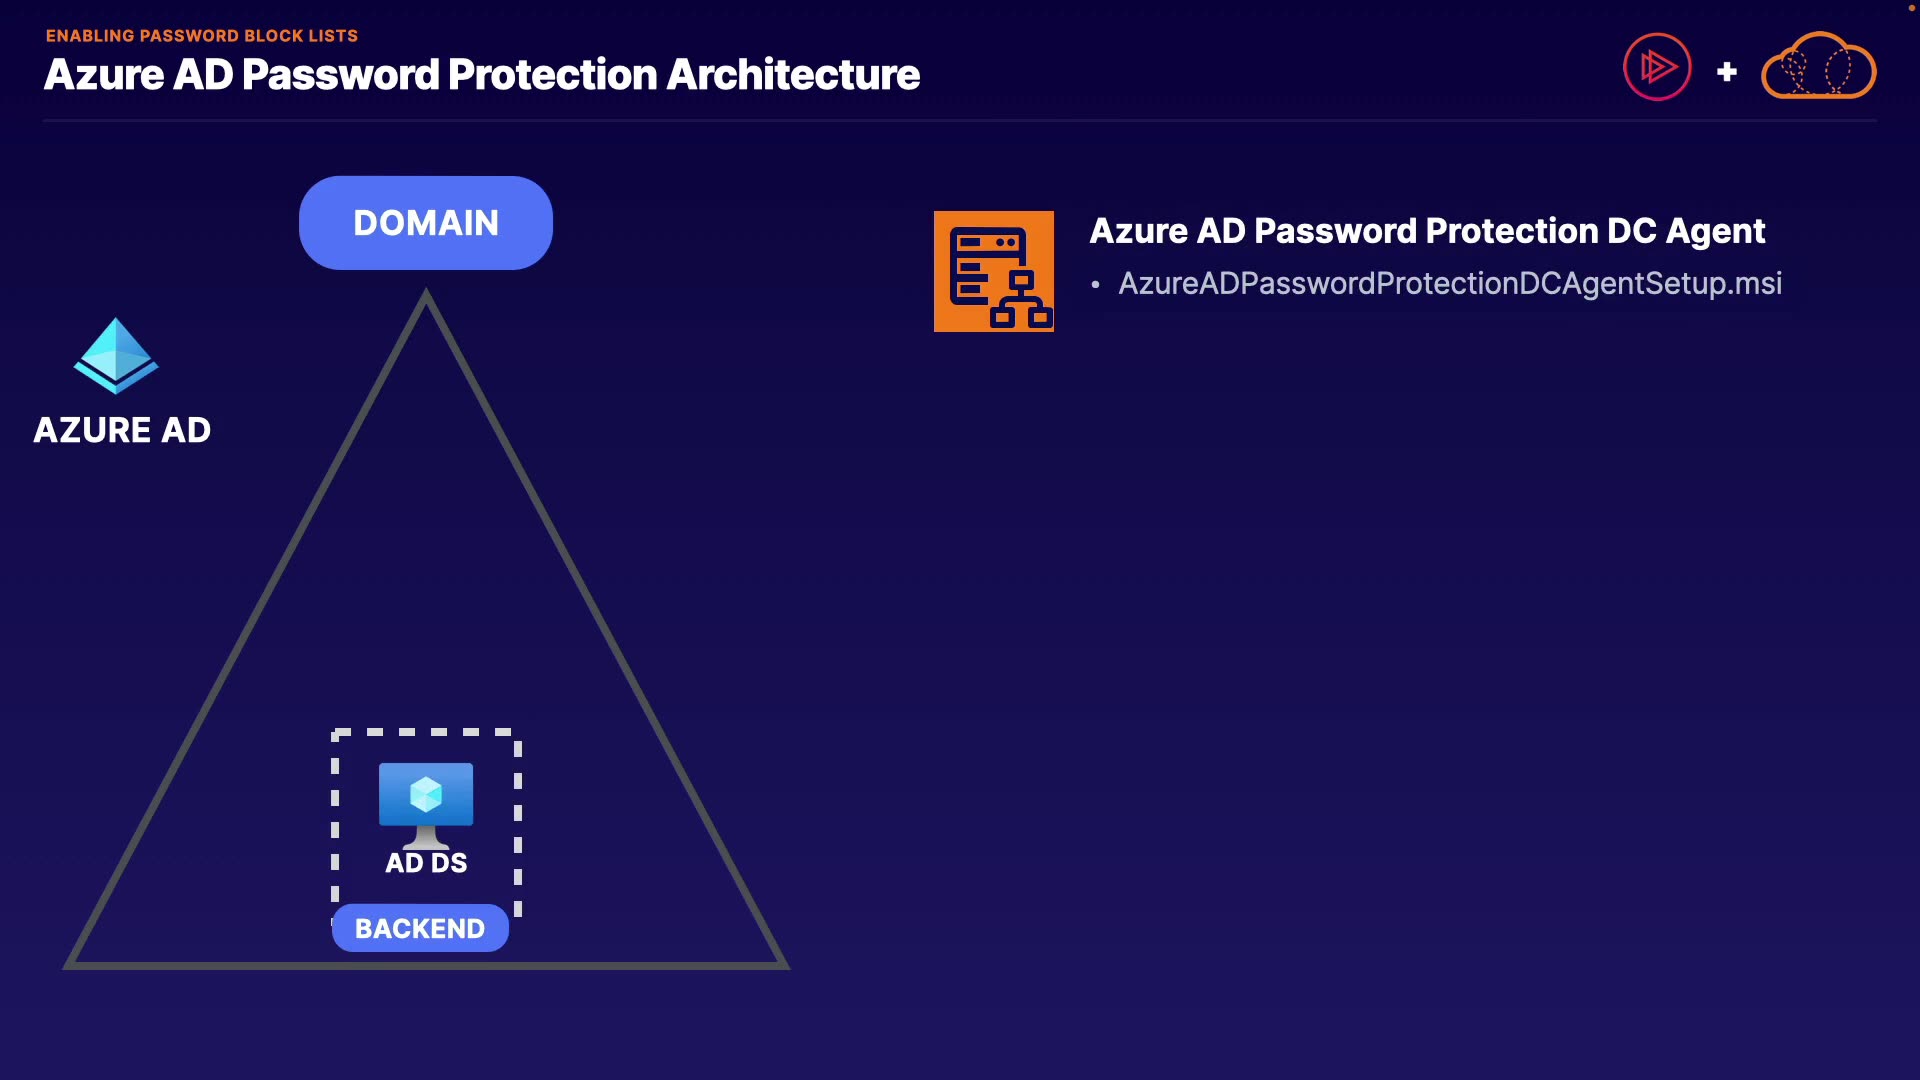 ENABLING PASSWORD BLOCK LISTS
Azure AD Password Protection Architecture
DOMAIN
AZURE AD
AD DS
BACKEND
Azure AD Password Protection DC Agent
• AzureADPasswordProtectionDCAgentSetup.msi